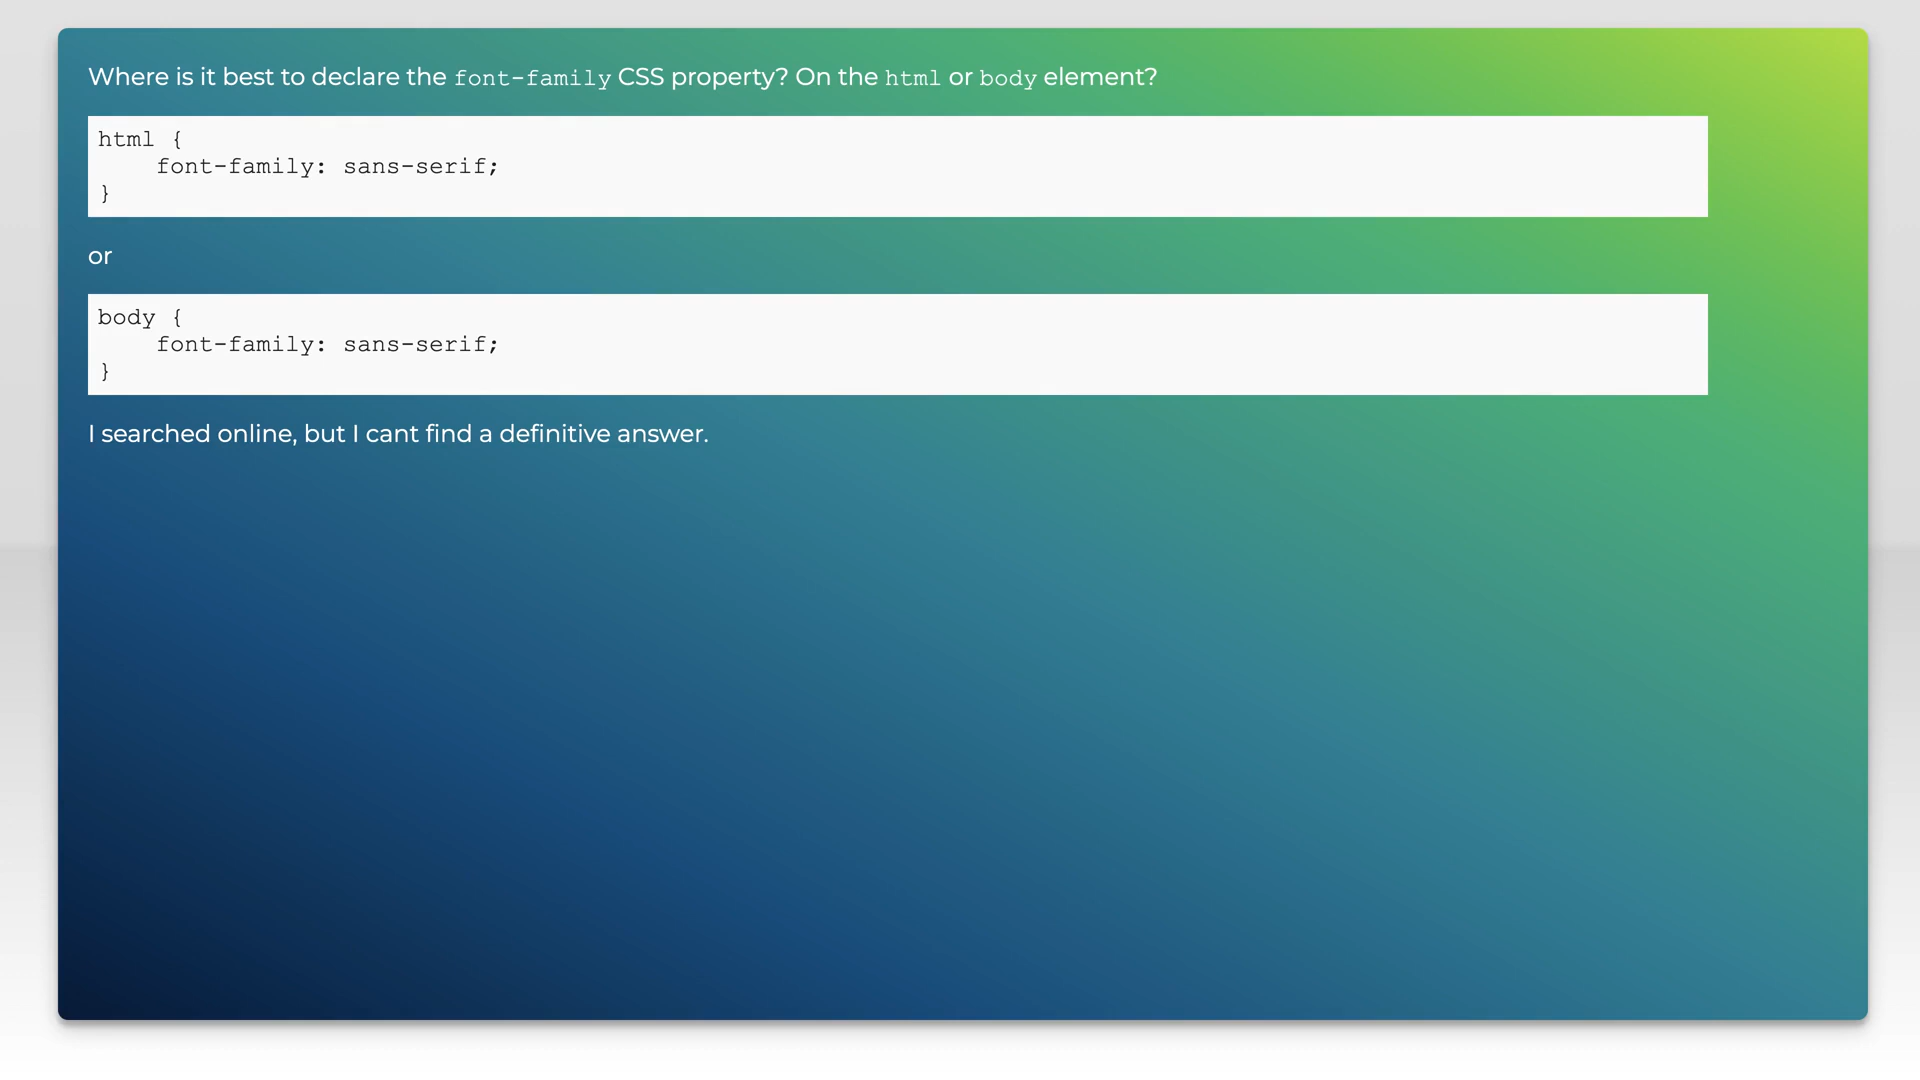 Where is it best to declare the font-family CSS property? On the html or body element?
html {
    font-family: sans-serif;
}
or
body {
    font-family: sans-serif;
}
I searched online, but I cant find a definitive answer.